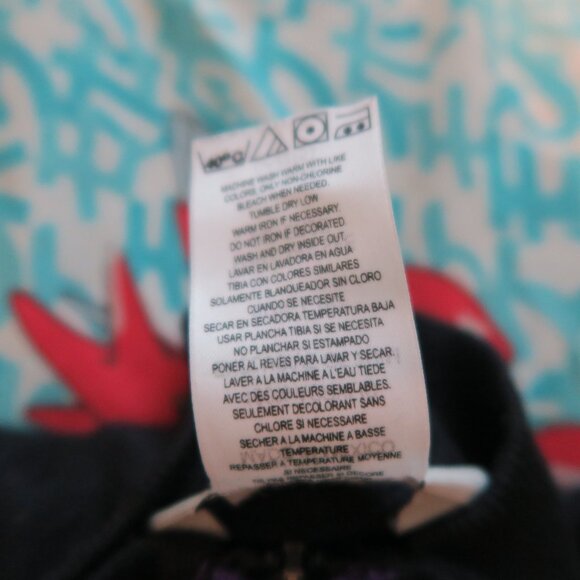 MACHINE WASH WARM WITH LIKE
COLORS. ONLY NON-CHLORINE
BLEACH WHEN NEEDED.
TUMBLE DRY LOW
WARM IRON IF NECESSARY.
DO NOT IRON IF DECORATED.
WASH AND DRY INSIDE OUT.
LAVAR EN LAVADORA EN AGUA
TIBIA CON COLORES SIMILARES
SOLAMENTE BLANQUEADOR SIN CLORO
CUANDO SE NECESITE
SECAR EN SECADORA TEMPERATURA BAJA
USAR PLANCHA TIBIA SI SE NECESITA
NO PLANCHAR SI ESTAMPADO
PONER AL REVES PARA LAVAR Y SECAR.
LAVER A LA MACHINE A L'EAU TIEDE
AVEC DES COULEURS SEMBLABLES.
SEULEMENT DECOLORANT SANS
CHLORE SI NECESSAIRE
SECHER A LA MACHINE A BASSE
TEMPERATURE
REPASSER A TEMPERATURE MOYENNE
SI NECESSAIRE